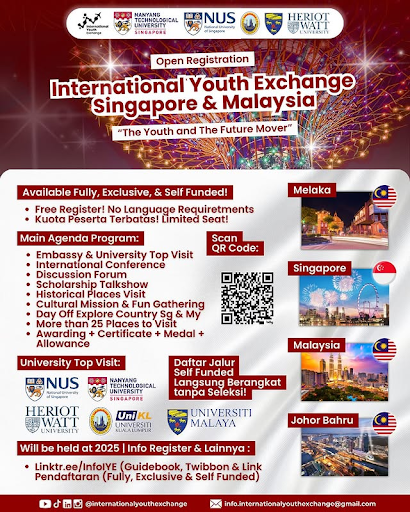 International
Youth
exchange
NANYANG
TECHNOLOGICAL
UNIVERSITY
SINGAPORE
NUS
National University
of Singapore
HERIOT
WATT
UNIVERSITY
Open Registration
International Youth Exchange
Singapore & Malaysia
"The Youth and The Future Mover"
Available Fully, Exclusive, & Self Funded!
• Free Register! No Language Requiretments
• Kuota Peserta Terbatas! Limited Seat!
Main Agenda Program:
• Embassy & University Top Visit
• International Conference
• Discussion Forum
• Scholarship Talkshow
• Historical Places Visit
• Cultural Mission & Fun Gathering
• Day Off Explore Country Sg & My
• More than 25 Places to Visit
• Awarding + Certificate + Medal +
Allowance
Scan
QR Code:
Melaka
Singapore
Malaysia
Johor Bahru
University Top Visit:
NUS
National University
of Singapore
NANYANG
TECHNOLOGICAL
UNIVERSITY
SINGAPORE
HERIOT
WATT
UNIVERSITY
UniKL
UNIVERSITI
KUALA LUMPUR
UNIVERSITI
MALAYA
Daftar Jalur
Self Funded
Langsung Berangkat
tanpa Seleksi!
Will be held at 2025 | Info Register & Lainnya :
• Linktr.ee/InfoIYE (Guidebook, Twibbon & Link
Pendaftaran (Fully, Exclusive & Self Funded)
@internationalyouthexchange
info.internationalyouthexchange@gmail.com